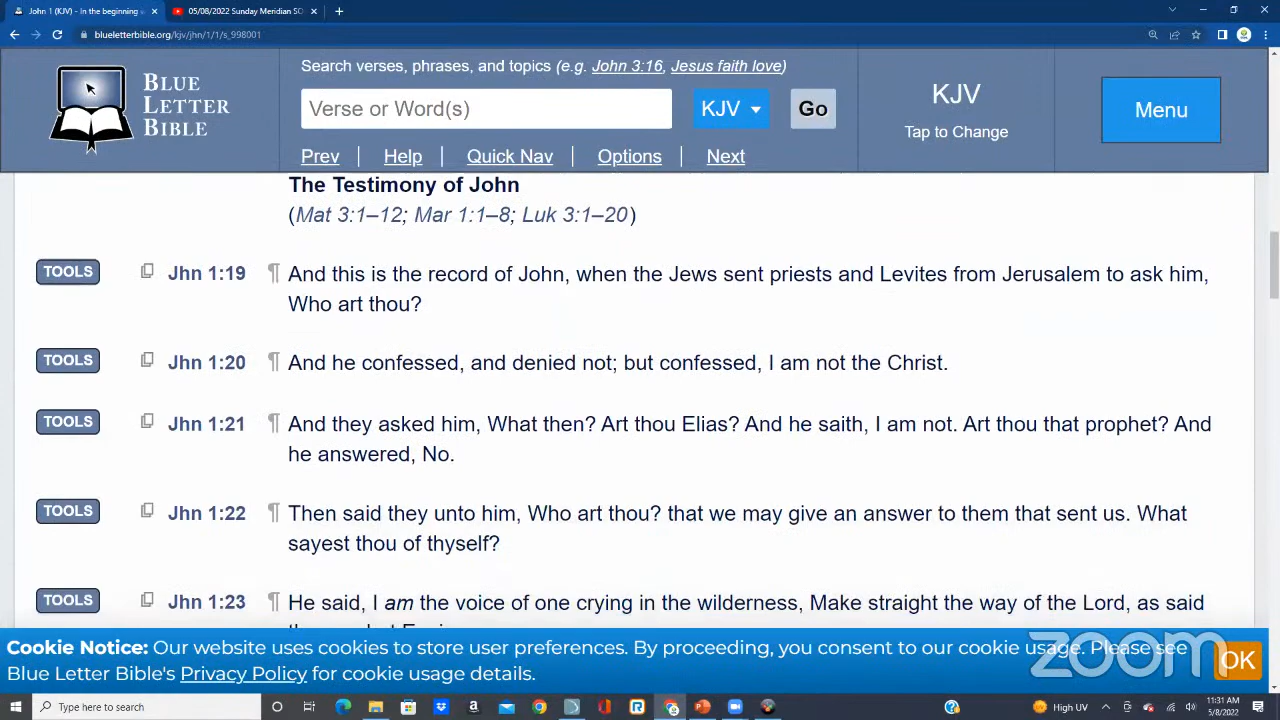 John 1 (KJV) - In the beginning
05/08/2022 Sunday Meridian SO
blueletterbible.org/kjv/jhn/1/1/s_998001
BLUE
LETTER
BIBLE
Search verses, phrases, and topics (e.g. John 3:16, Jesus faith love)
Verse or Word(s)
KJV
Go
Prev
Help
Quick Nav
Options
Next
KJV
Tap to Change
Menu
The Testimony of John
(Mat 3:1–12; Mar 1:1–8; Luk 3:1–20)
TOOLS Jhn 1:19 ¶ And this is the record of John, when the Jews sent priests and Levites from Jerusalem to ask him,
Who art thou?
TOOLS Jhn 1:20 ¶ And he confessed, and denied not; but confessed, I am not the Christ.
TOOLS Jhn 1:21 ¶ And they asked him, What then? Art thou Elias? And he saith, I am not. Art thou that prophet? And
he answered, No.
TOOLS Jhn 1:22 ¶ Then said they unto him, Who art thou? that we may give an answer to them that sent us. What
sayest thou of thyself?
TOOLS Jhn 1:23 ¶ He said, I am the voice of one crying in the wilderness, Make straight the way of the Lord, as said
Cookie Notice: Our website uses cookies to store user preferences. By proceeding, you consent to our cookie usage. Please see
Blue Letter Bible's Privacy Policy for cookie usage details.
OK
zoom
Type here to search
High UV
11:31 AM
5/8/2022